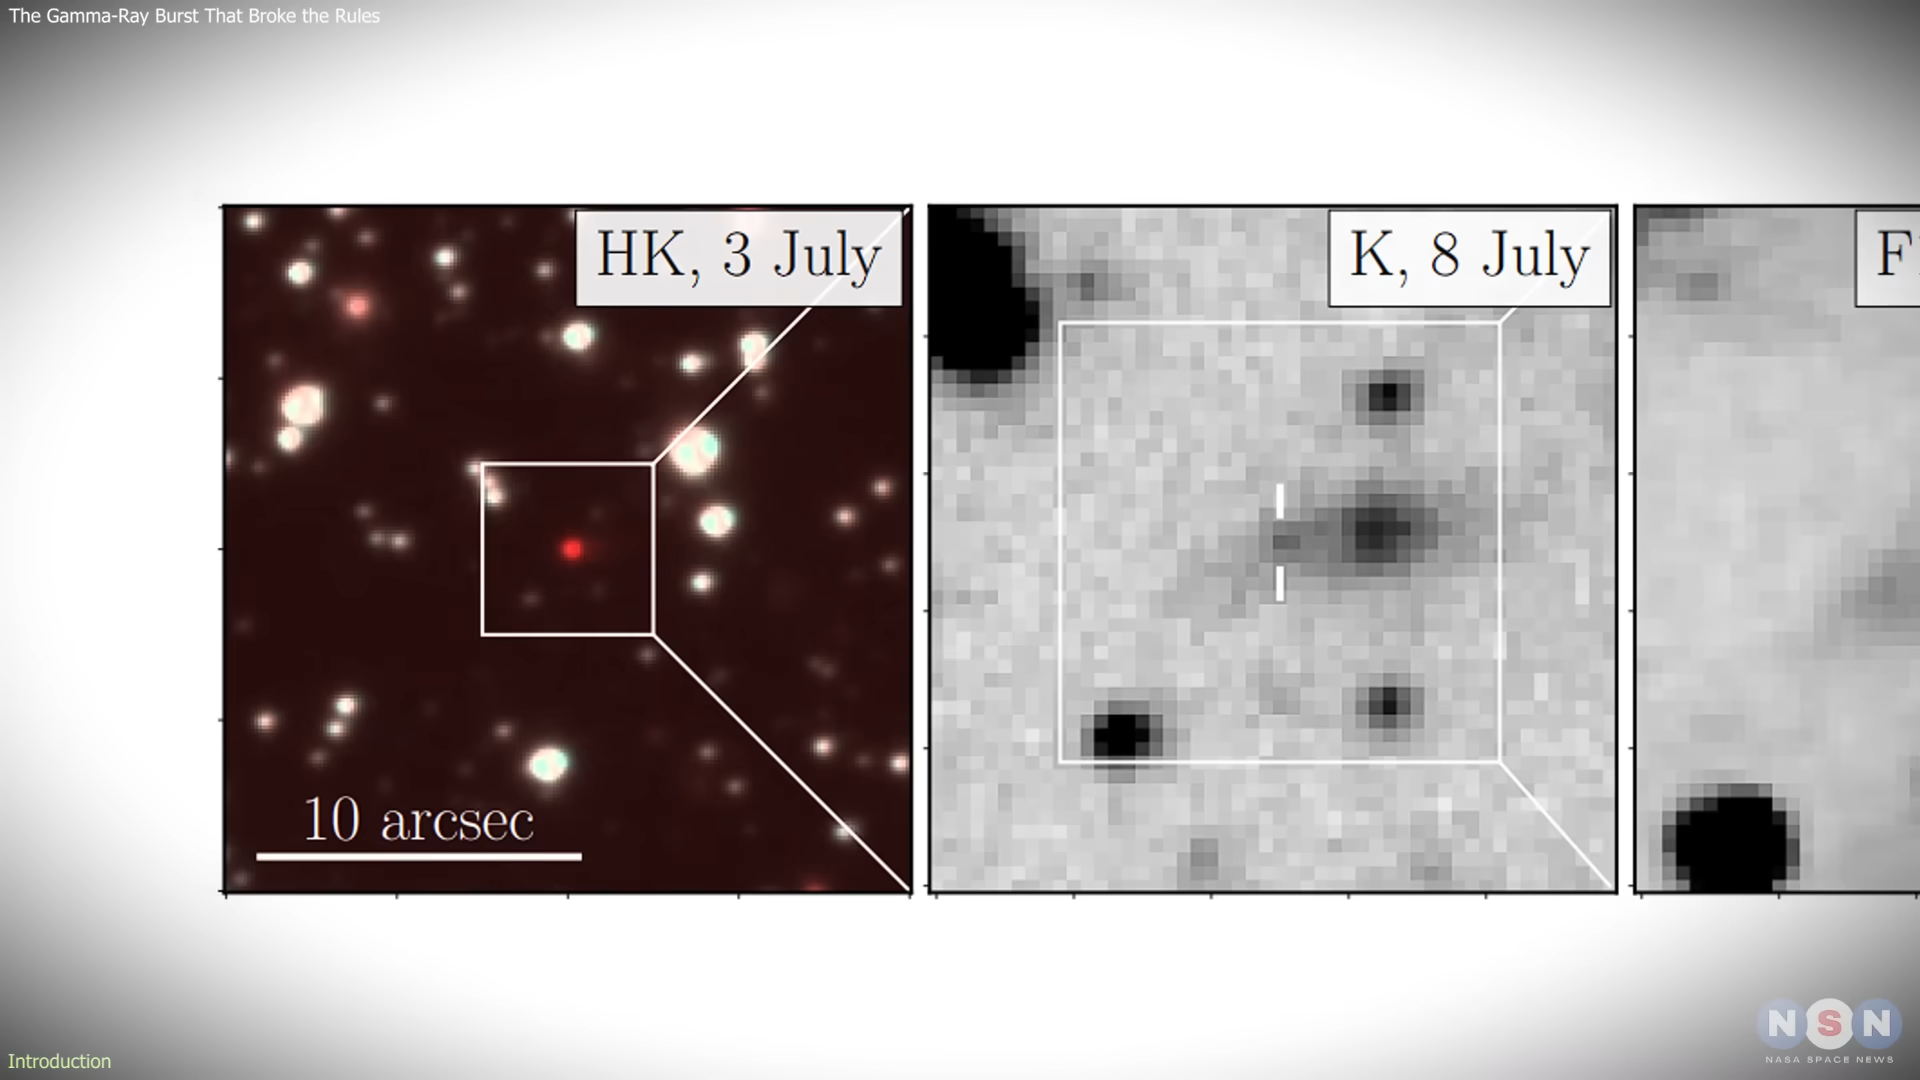 The Gamma-Ray Burst That Broke the Rules
HK, 3 July
K, 8 July
F
10 arcsec
Introduction
NSN
NASA SPACE NEWS